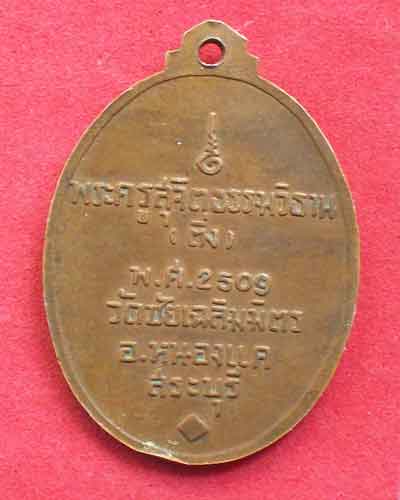 พระครูสุจิตธรรมวิธาน
(ติ่ง)
พ.ศ.2509
วัดชัยเฉลิมมิตร
อ.หนองแค
สระบุรี